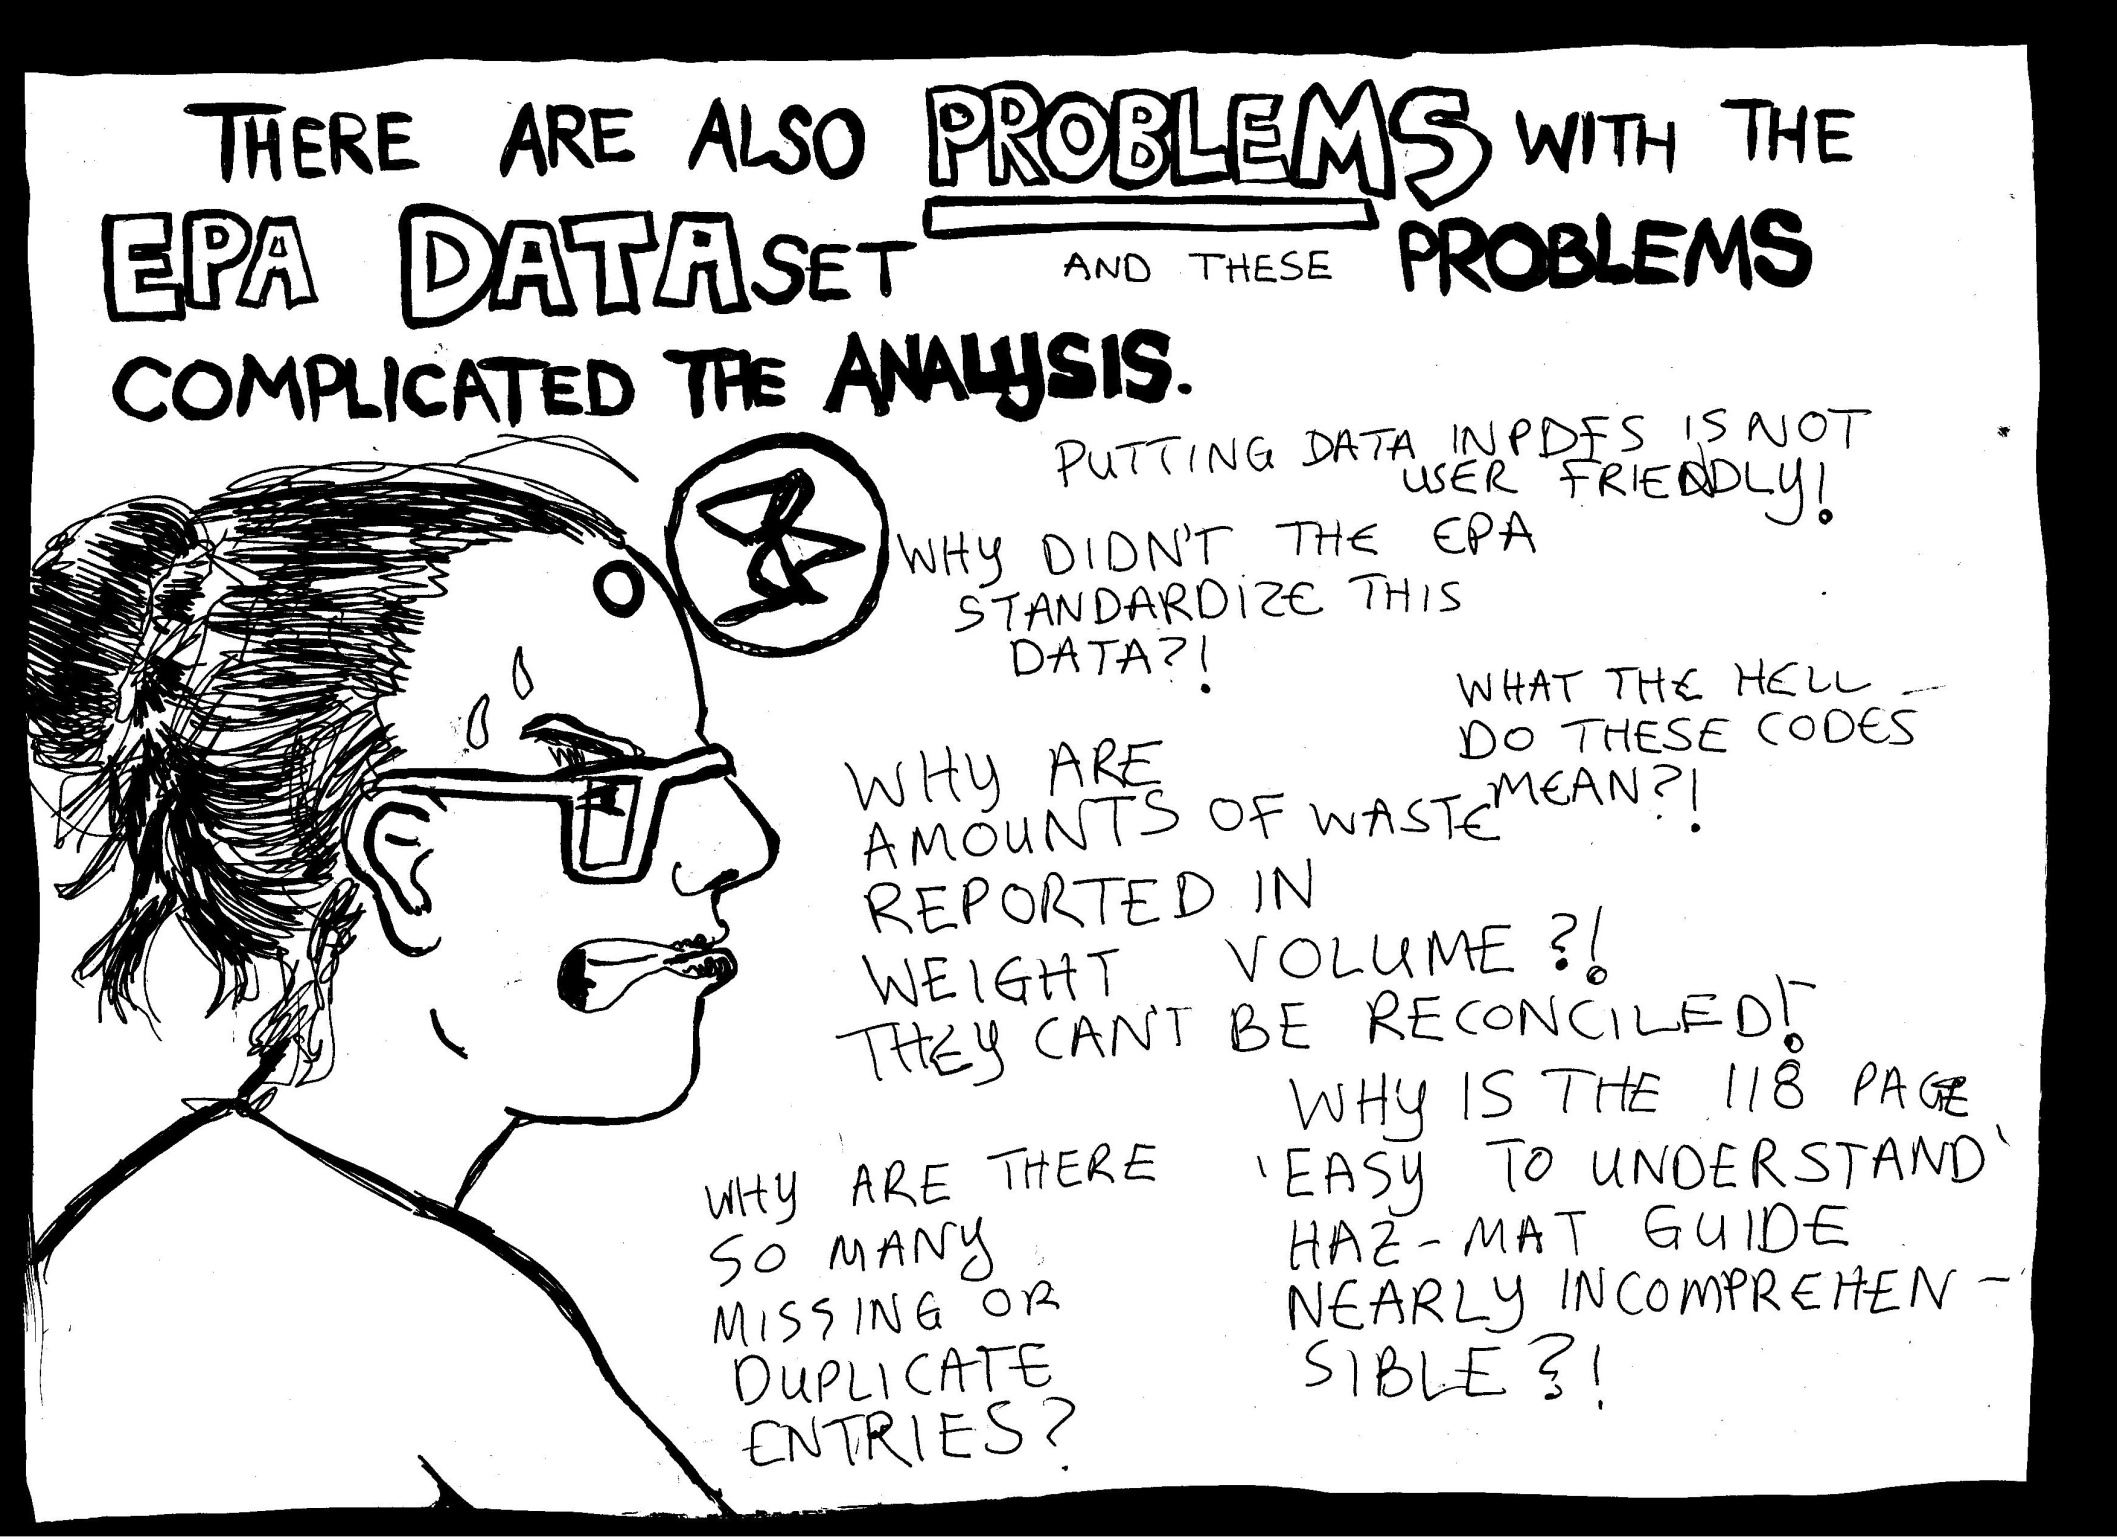 THERE ARE ALSO PROBLEMS WITH THE
EPA DATASET AND THESE PROBLEMS
COMPLICATED THE ANALYSIS.
PUTTING DATA IN PDFS IS NOT
USER FRIENDLY!
WHY DIDN'T THE EPA
STANDARDIZE THIS
DATA?!
WHAT THE HELL
DO THESE CODES
MEAN?!
WHY ARE
AMOUNTS OF WASTE
REPORTED IN
WEIGHT VOLUME?!
THEY CAN'T BE RECONCILED!
WHY IS THE 118 PAGE
'EASY TO UNDERSTAND'
HAZ-MAT GUIDE
NEARLY INCOMPREHEN-
SIBLE?!
WHY ARE THERE
SO MANY
MISSING OR
DUPLICATE
ENTRIES?